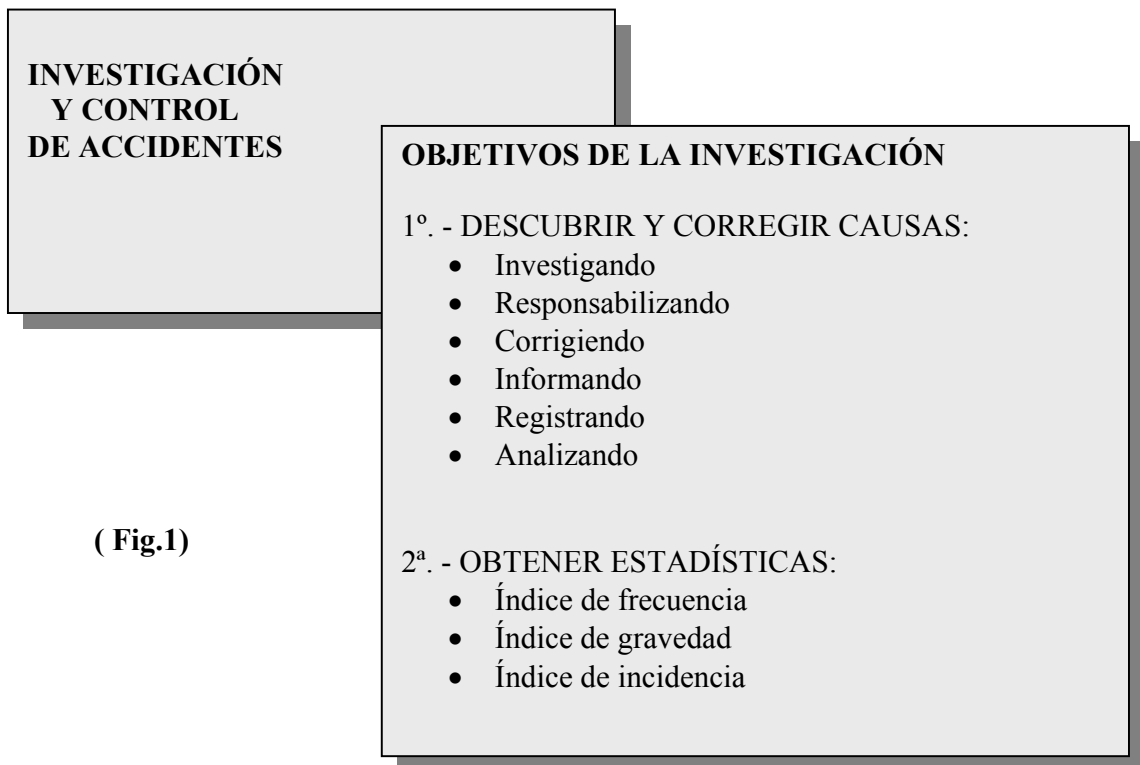 INVESTIGACIÓN
Y CONTROL
DE ACCIDENTES
OBJETIVOS DE LA INVESTIGACIÓN
1º. - DESCUBRIR Y CORREGIR CAUSAS:
• Investigando
• Responsabilizando
• Corrigiendo
• Informando
• Registrando
• Analizando
( Fig.1)
2ª. - OBTENER ESTADÍSTICAS:
• Índice de frecuencia
• Índice de gravedad
• Índice de incidencia